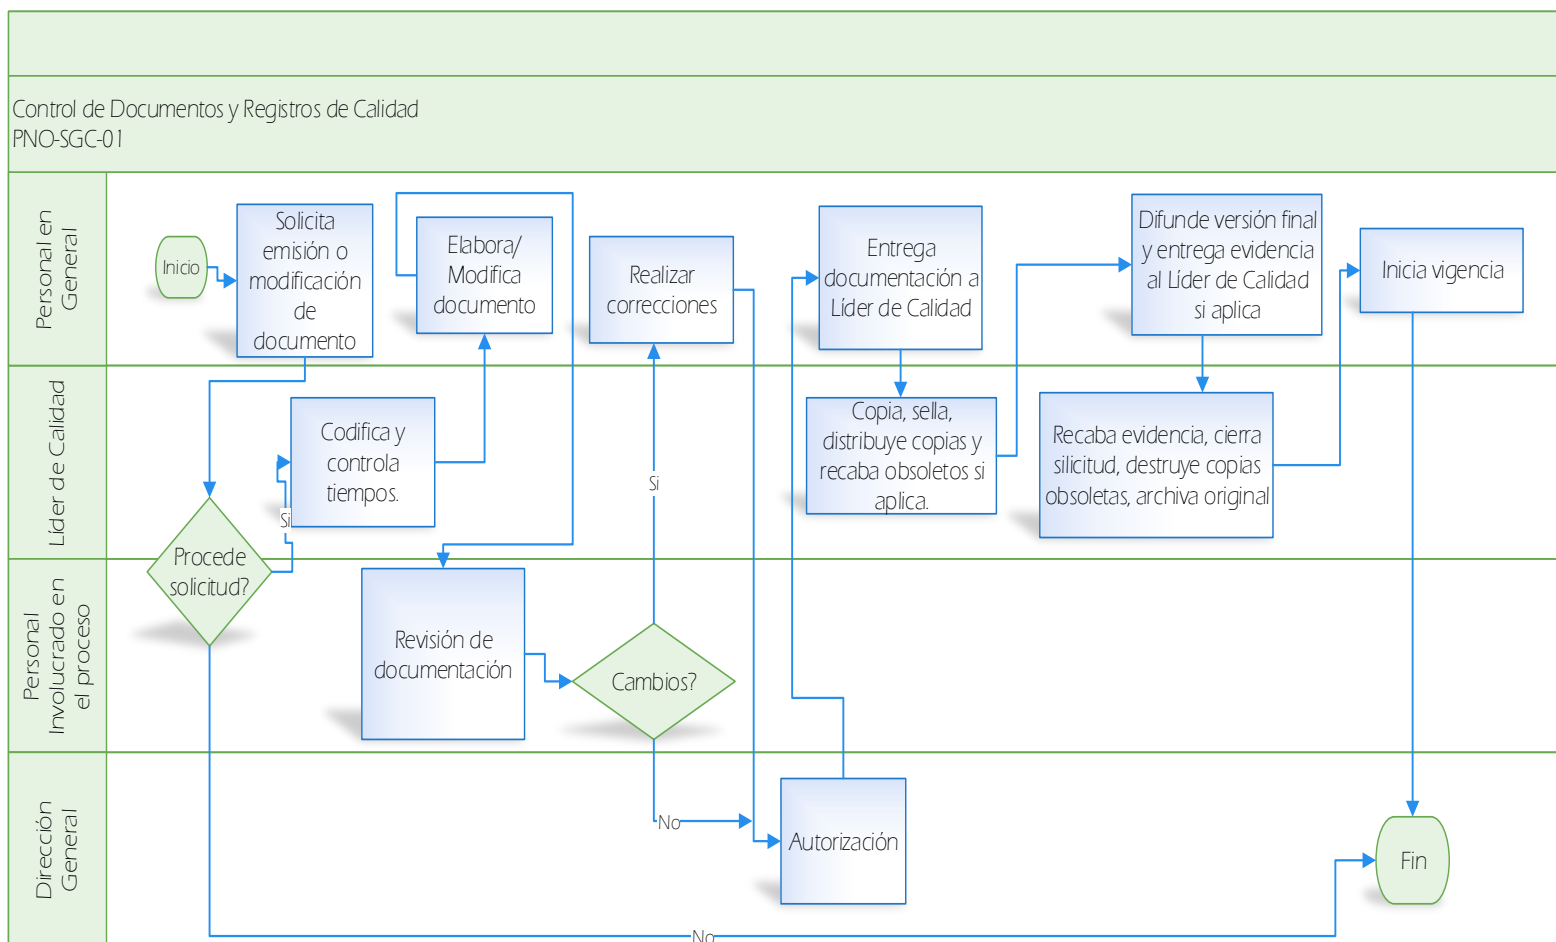 Control de Documentos y Registros de Calidad
PNO-SGC-01
Personal en
General
Inicio
Solicita
emisión o
modificación
de
documento
Elabora/
Modifica
documento
Realizar
correcciones
Entrega
documentación a
Líder de Calidad
Difunde versión final
y entrega evidencia
al Líder de Calidad
si aplica
Inicia vigencia
Líder de Calidad
Codifica y
controla
tiempos.
Si
Si
Copia, sella,
distribuye copias y
recaba obsoletos si
aplica.
Recaba evidencia, cierra
silicitud, destruye copias
obsoletas, archiva original
Procede
solicitud?
Personal
Involucrado en
el proceso
Revisión de
documentación
Cambios?
Dirección
General
No
Autorización
Fin
No